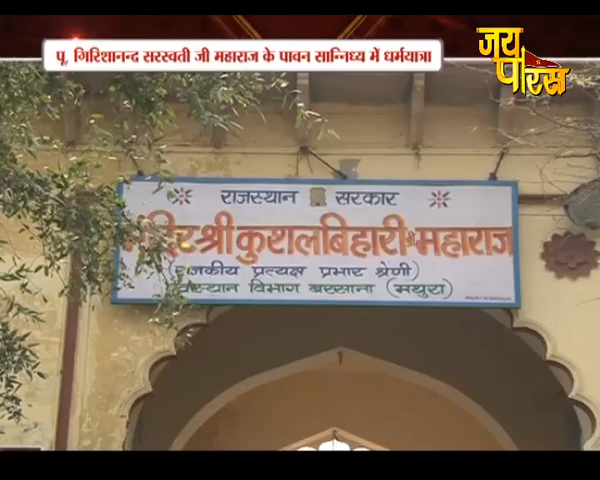 पू. गिरिशानन्द सरस्वती जी महाराज के पावन सान्निध्य में धर्मयात्रा
जय
पारस
राजस्थान सरकार
मंदिर श्री कुशलबिहारी जी महाराज
(राजकीय प्रत्यक्ष प्रभार श्रेणी)
देवस्थान विभाग बरसाना (मथुरा)